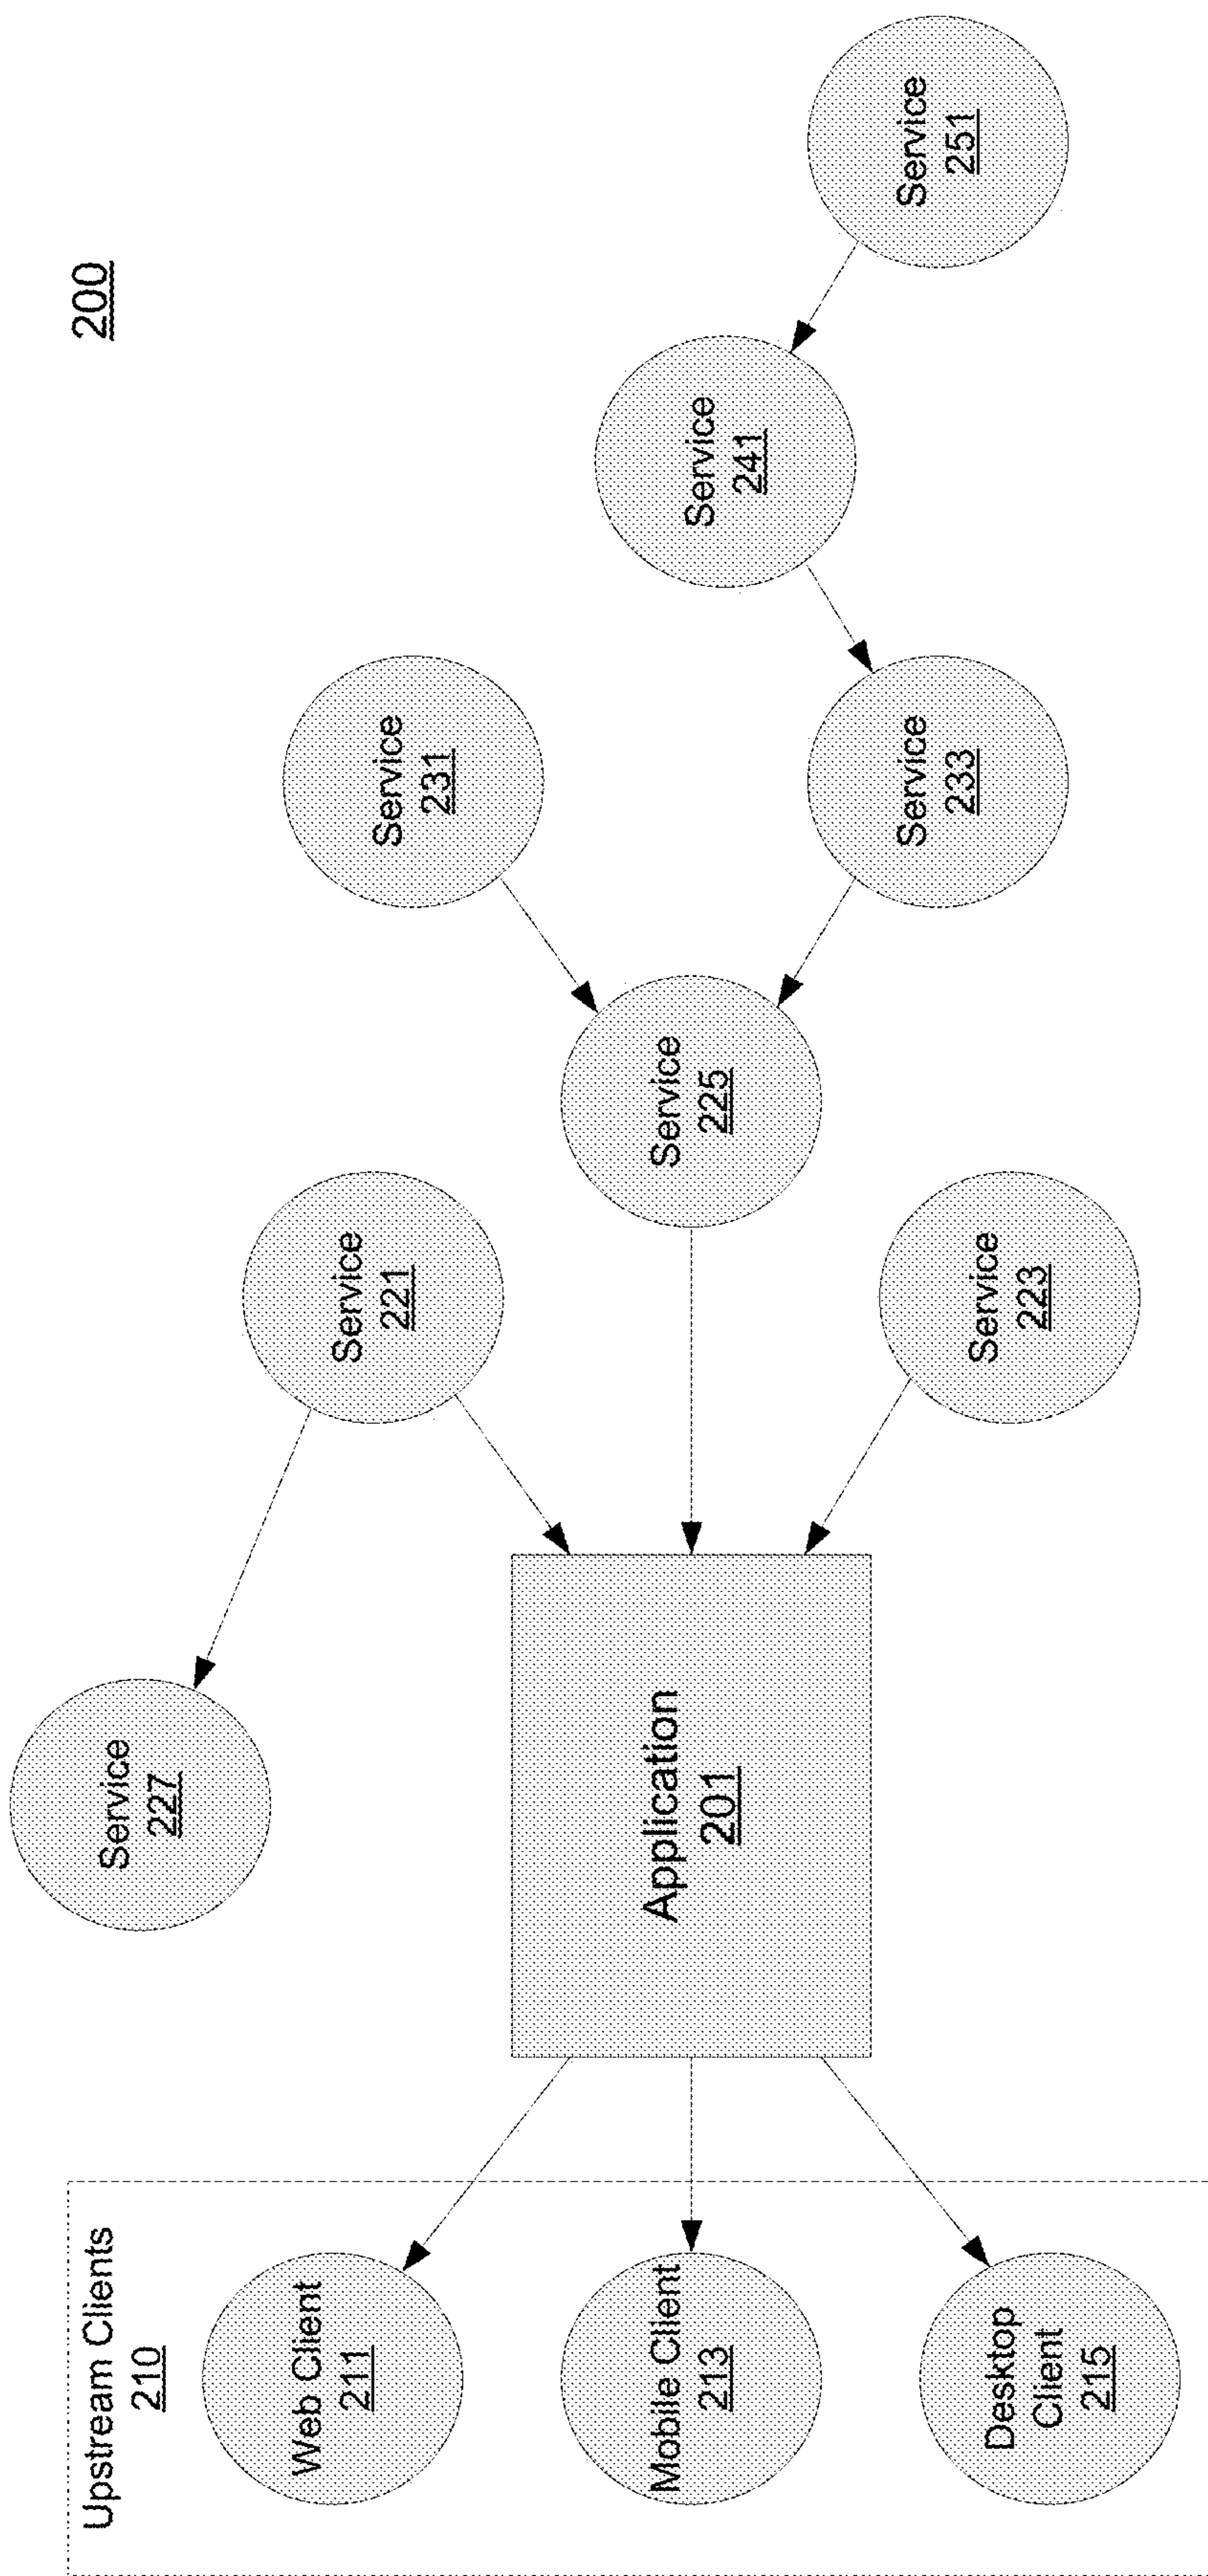 200
Upstream Clients
210
Web Client
211
Mobile Client
213
Desktop
Client
215
Application
201
Service
227
Service
221
Service
223
Service
225
Service
231
Service
233
Service
241
Service
251